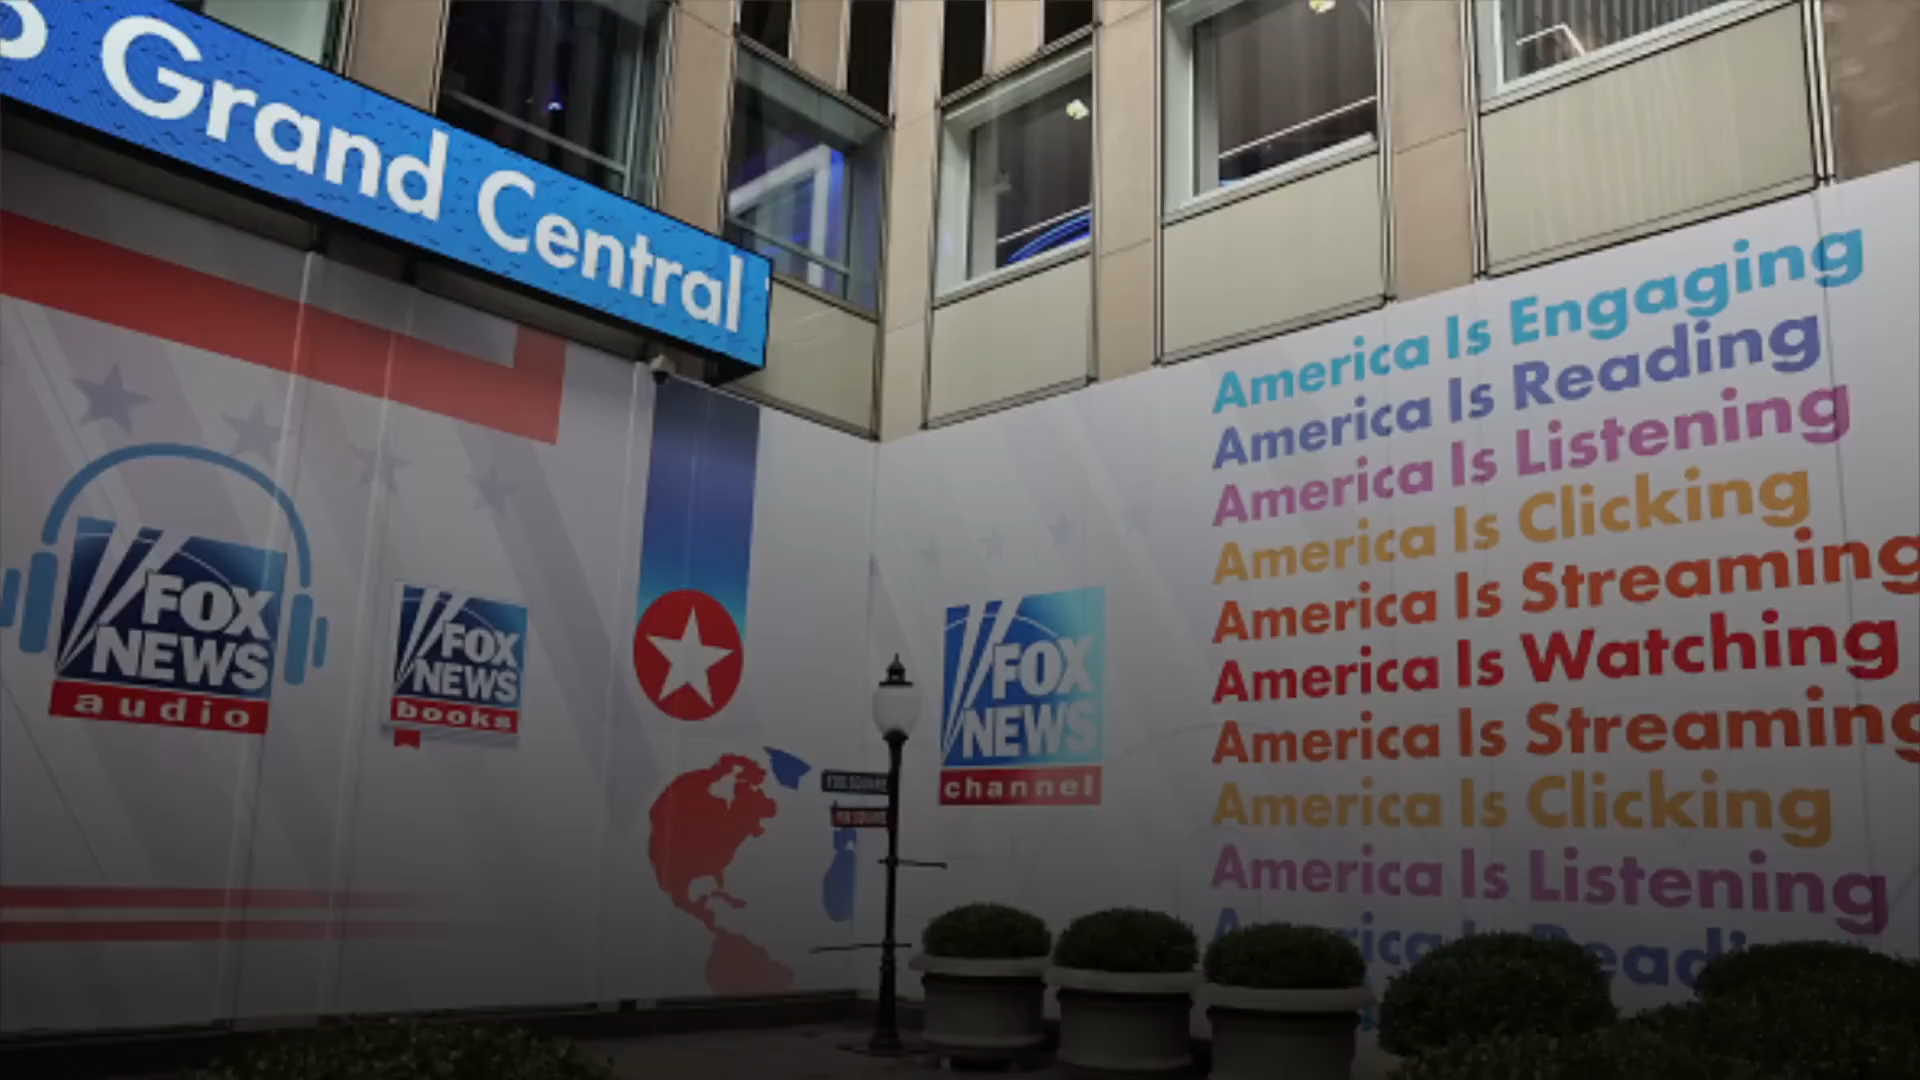 Grand Central
FOX
NEWS
audio
FOX
NEWS
books
FOX
NEWS
channel
America Is Engaging
America Is Reading
America Is Listening
America Is Clicking
America Is Streaming
America Is Watching
America Is Streaming
America Is Clicking
America Is Listening